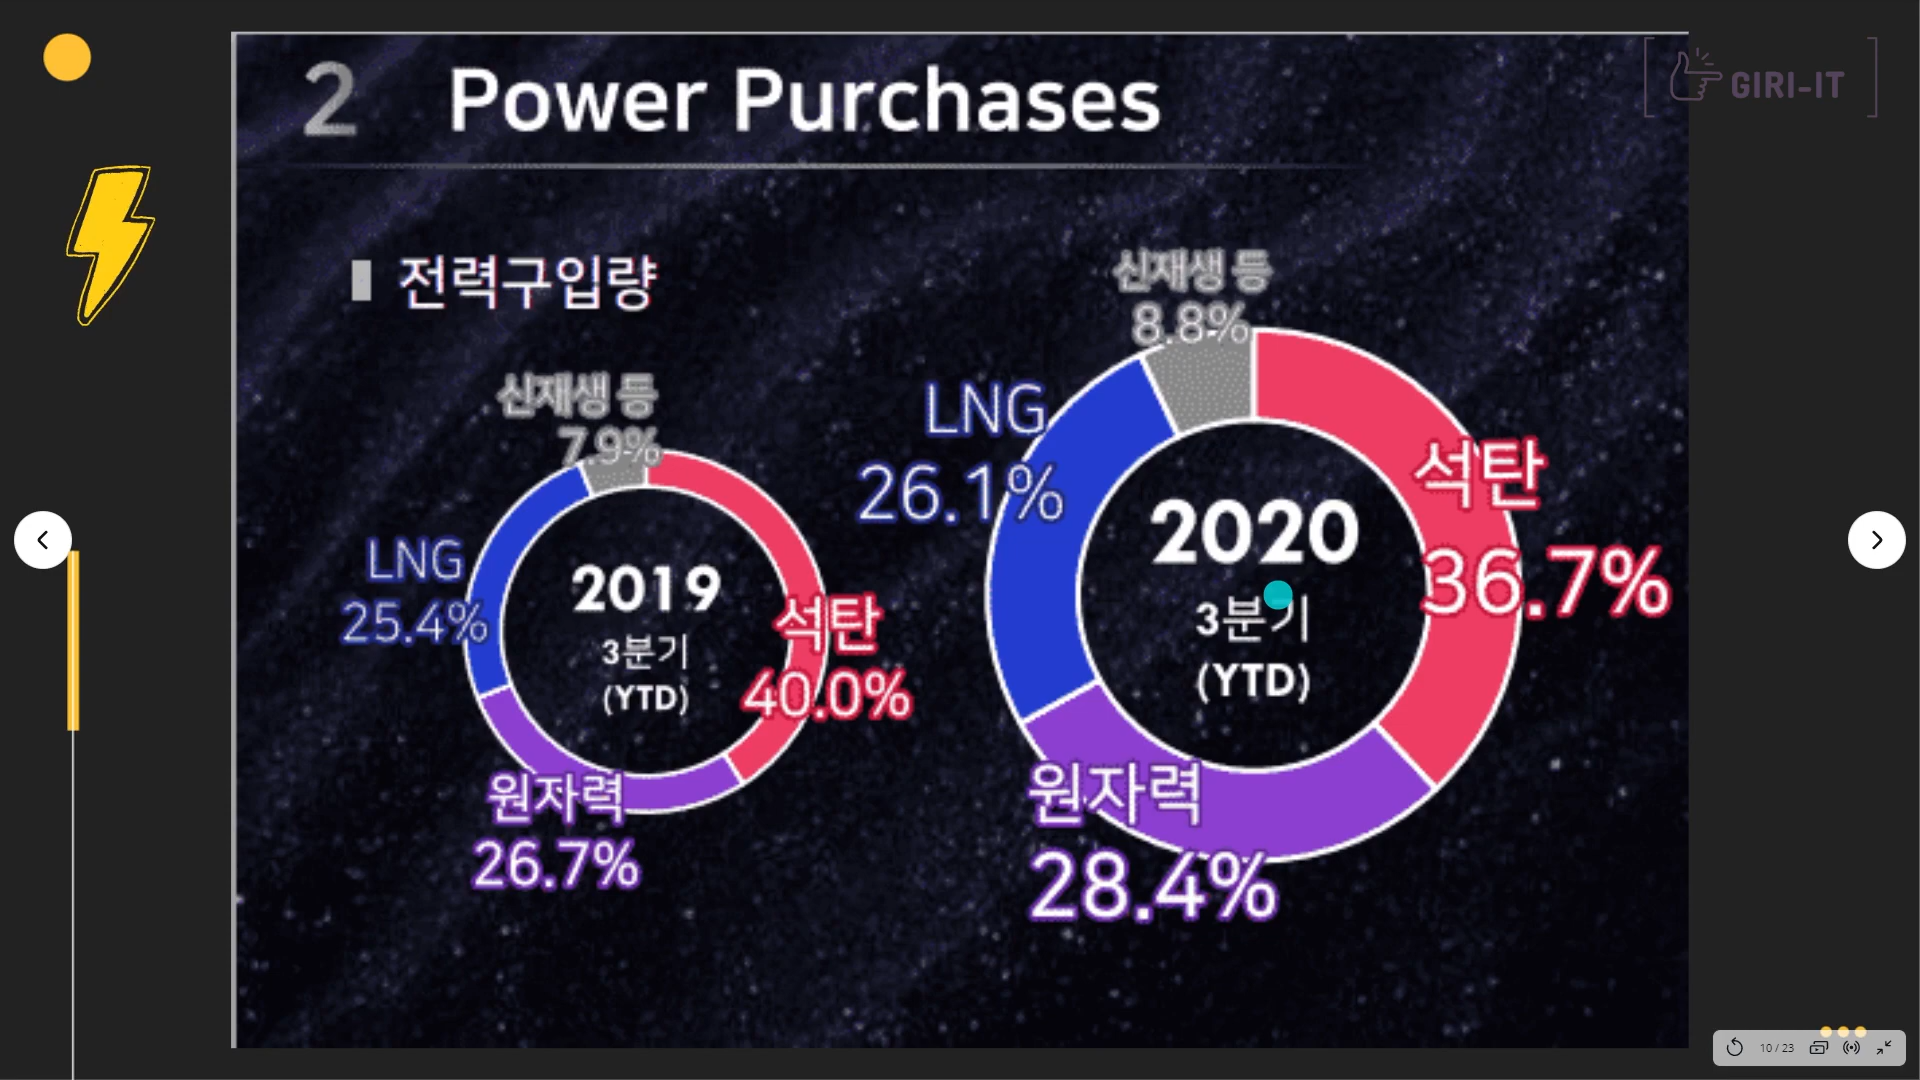 2 Power Purchases
GIRI-IT
전력구입량
신재생 등
7.9%
LNG
25.4%
2019
3분기
(YTD)
석탄
40.0%
원자력
26.7%
신재생 등
8.8%
LNG
26.1%
2020
3분기
(YTD)
석탄
36.7%
원자력
28.4%
10 / 23